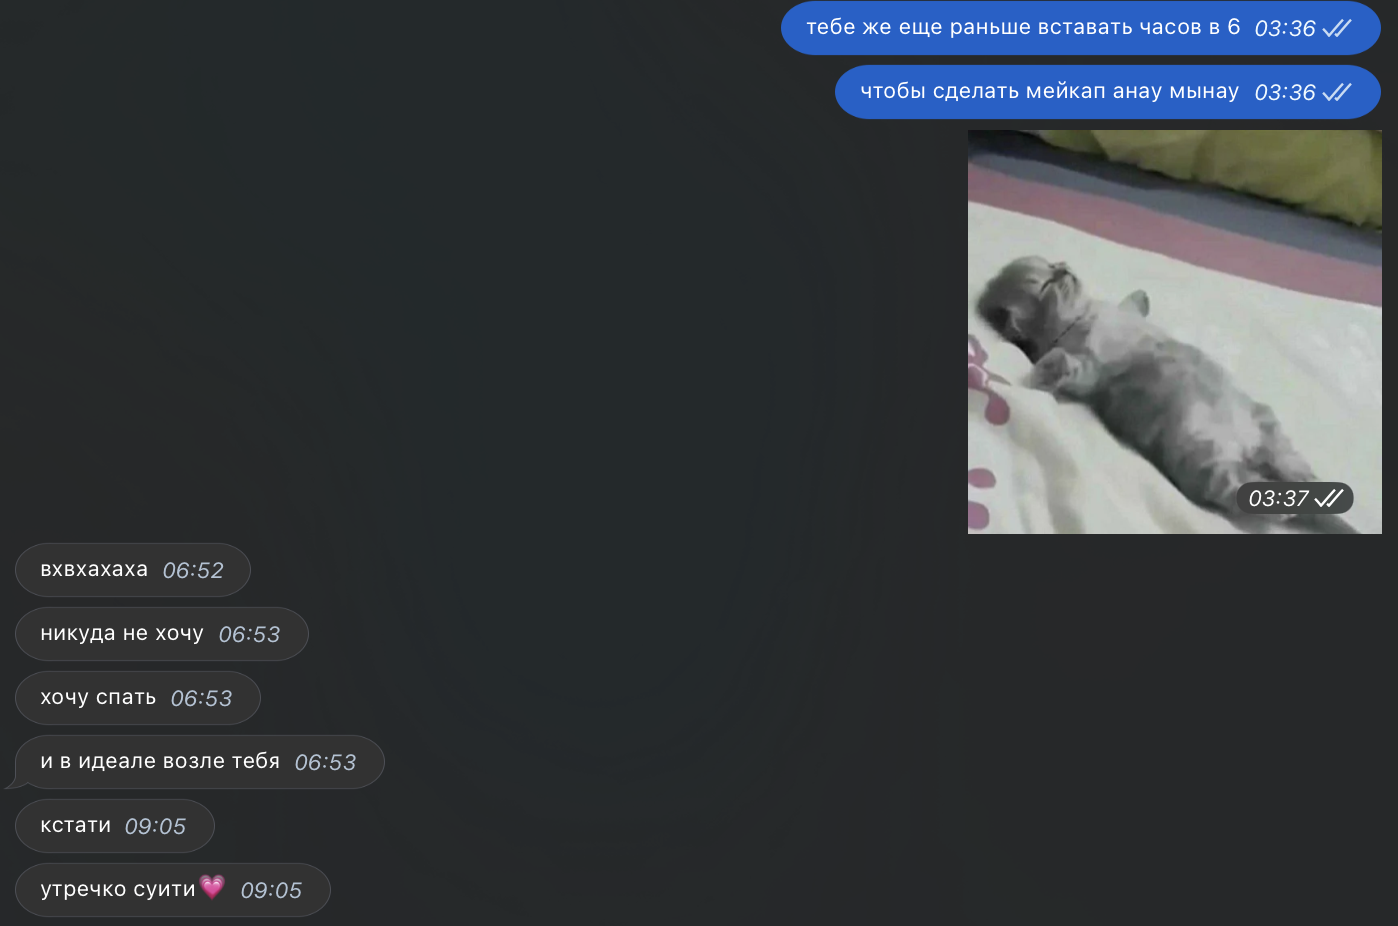 тебе же еще раньше вставать часов в 6 03:36
чтобы сделать мейкап анау мынау 03:36
03:37
вхвхахаха 06:52
никуда не хочу 06:53
хочу спать 06:53
и в идеале возле тебя 06:53
кстати 09:05
утречко суити💗 09:05